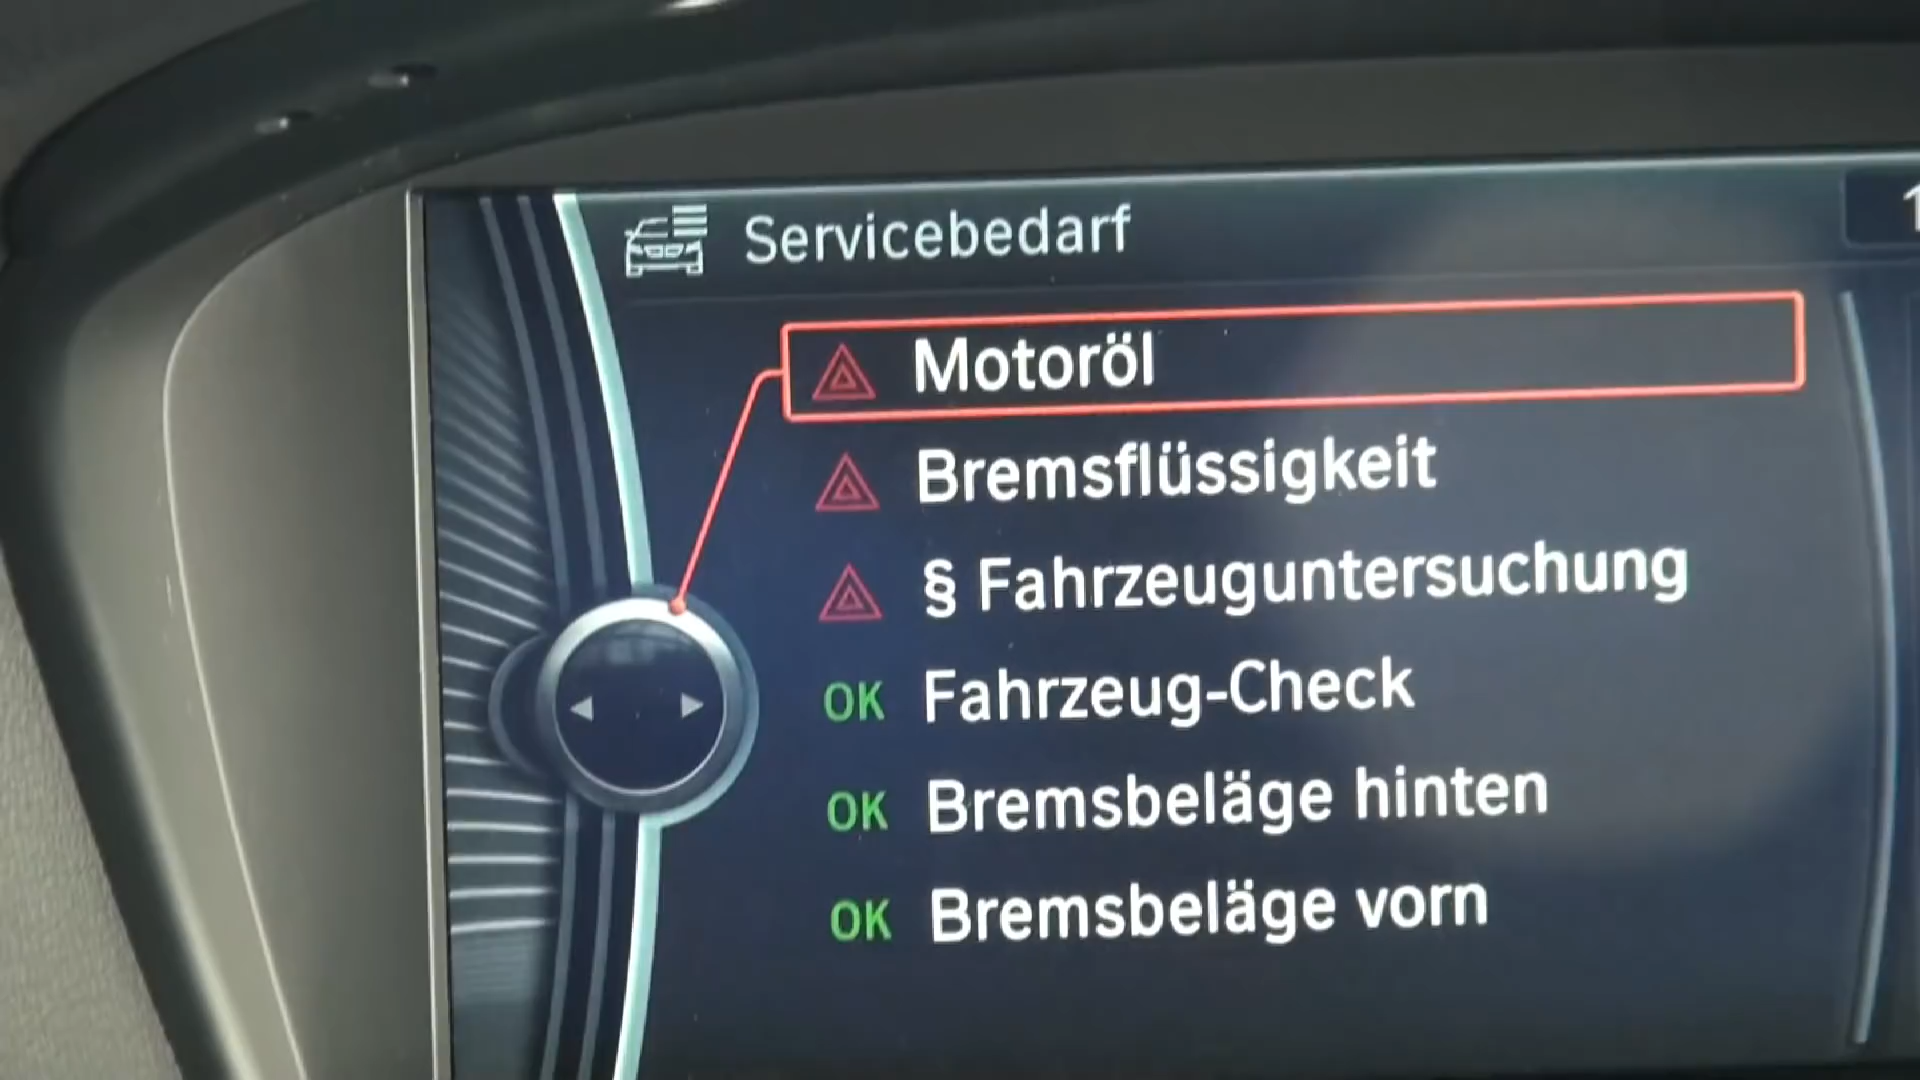 Servicebedarf
Motoröl
Bremsflüssigkeit
§ Fahrzeuguntersuchung
OK Fahrzeug-Check
OK Bremsbeläge hinten
OK Bremsbeläge vorn